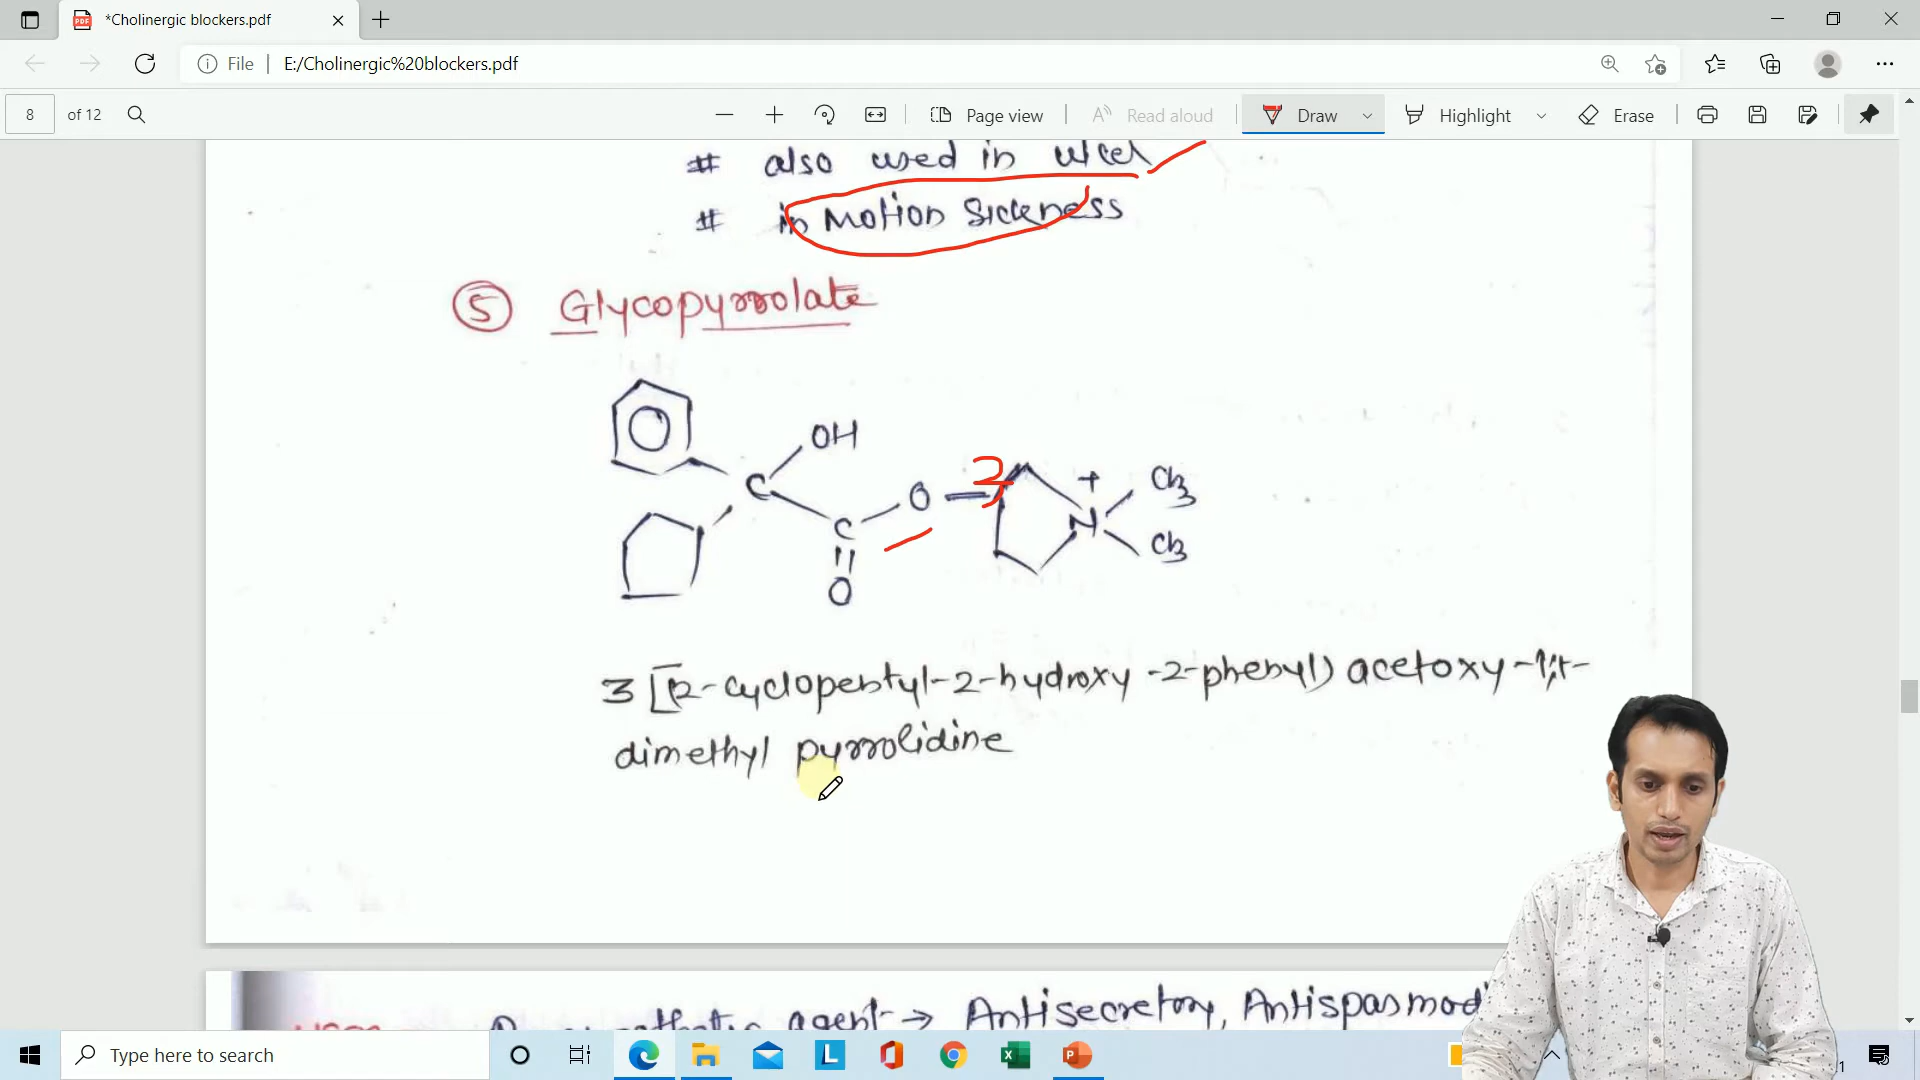 *Cholinergic blockers.pdf
File
E:/Cholinergic%20blockers.pdf
8 of 12
Page view
Read aloud
Draw
Highlight
Erase
# also used in ulcer
# in Motion Sickness
5 Glycopyrrolate
OH
C
3
O
+
CH3
C
N
O
CH3
3 [(2-cyclopentyl-2-hydroxy-2-phenyl) acetoxy-1,1-
dimethyl pyrrolidine
agent → Antisecretory, Antispasmodi
Type here to search